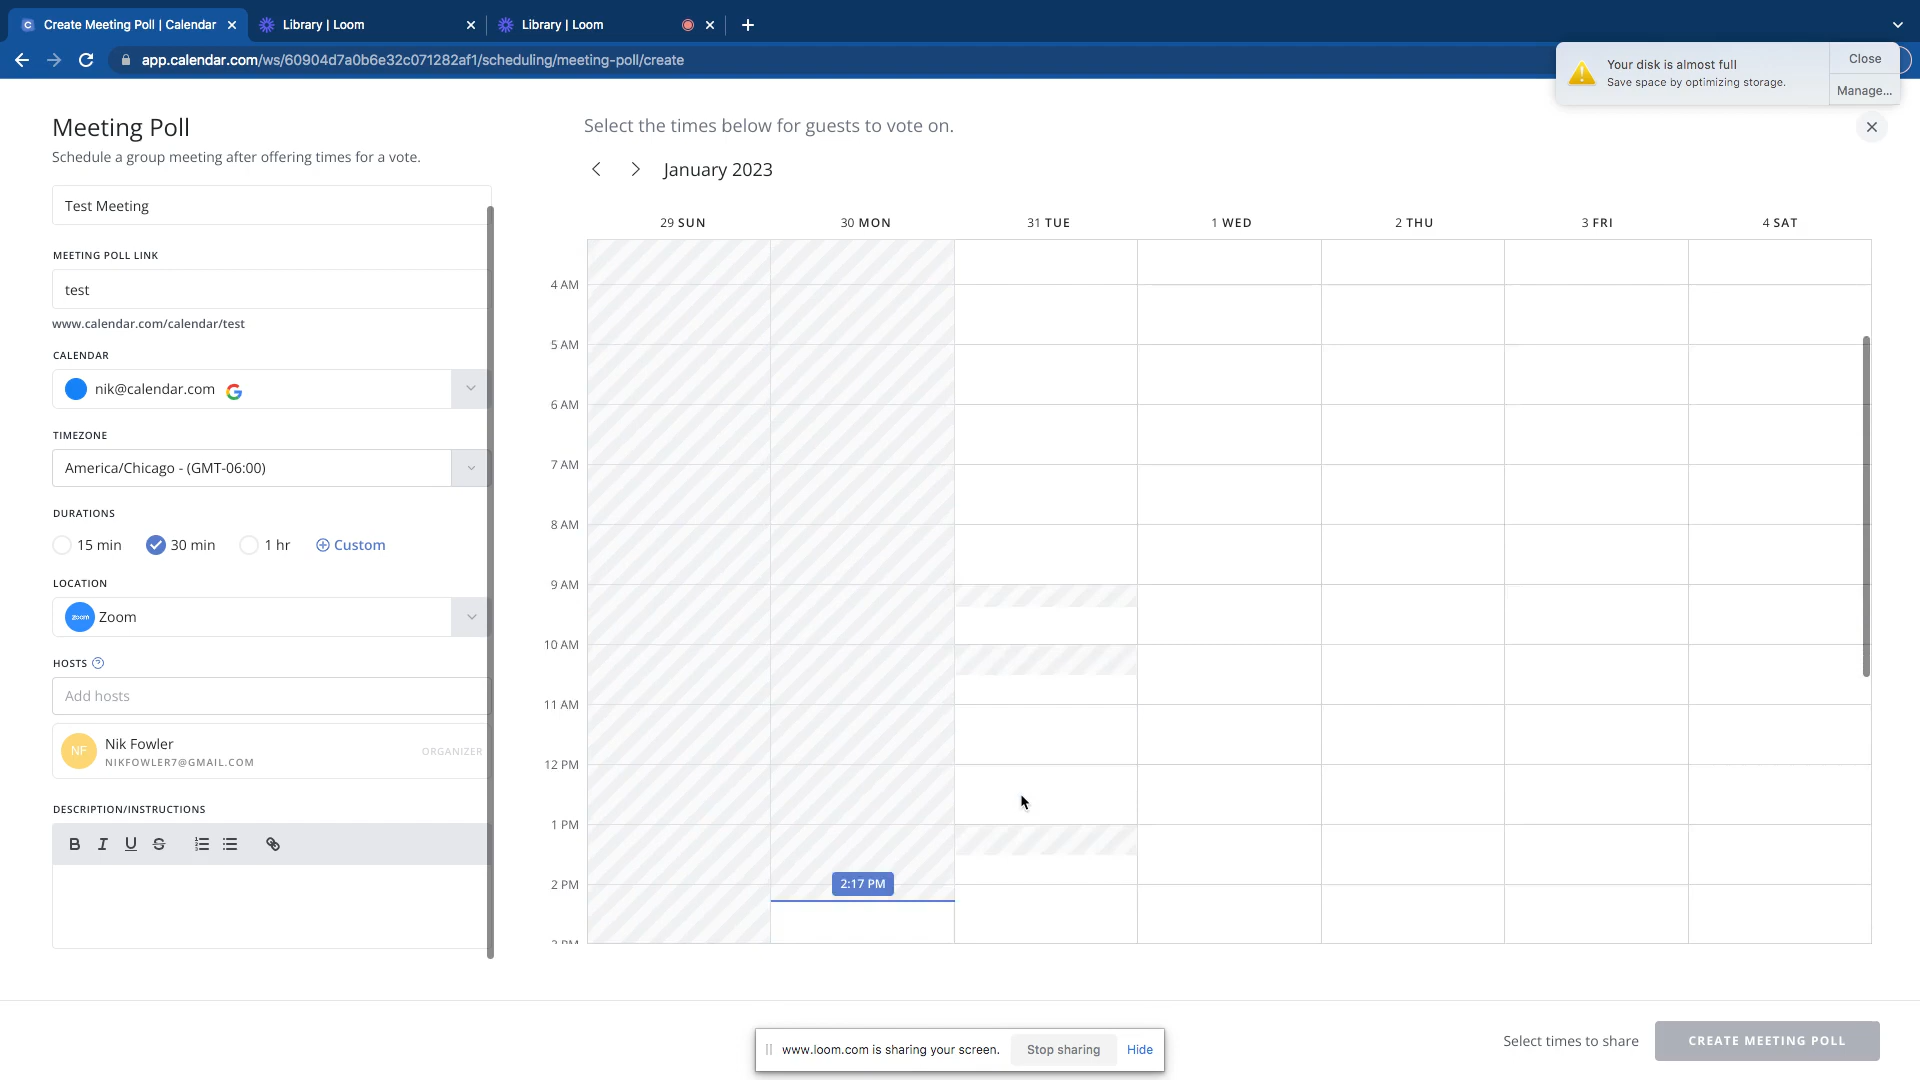 Create Meeting Poll | Calendar
Library | Loom
Library | Loom
app.calendar.com/ws/60904d7a0b6e32c071282af1/scheduling/meeting-poll/create
Your disk is almost full
Save space by optimizing storage.
Close
Manage...
Meeting Poll
Schedule a group meeting after offering times for a vote.
Test Meeting
MEETING POLL LINK
test
www.calendar.com/calendar/test
CALENDAR
nik@calendar.com
TIMEZONE
America/Chicago - (GMT-06:00)
DURATIONS
15 min 30 min 1 hr Custom
LOCATION
zoom Zoom
HOSTS
Add hosts
NF
Nik Fowler
NIKFOWLER7@GMAIL.COM
ORGANIZER
DESCRIPTION/INSTRUCTIONS
B I U S
Select the times below for guests to vote on.
January 2023
29 SUN 30 MON 31 TUE 1 WED 2 THU 3 FRI 4 SAT
4 AM
5 AM
6 AM
7 AM
8 AM
9 AM
10 AM
11 AM
12 PM
1 PM
2 PM
2:17 PM
3 PM
www.loom.com is sharing your screen.
Stop sharing
Hide
Select times to share
CREATE MEETING POLL